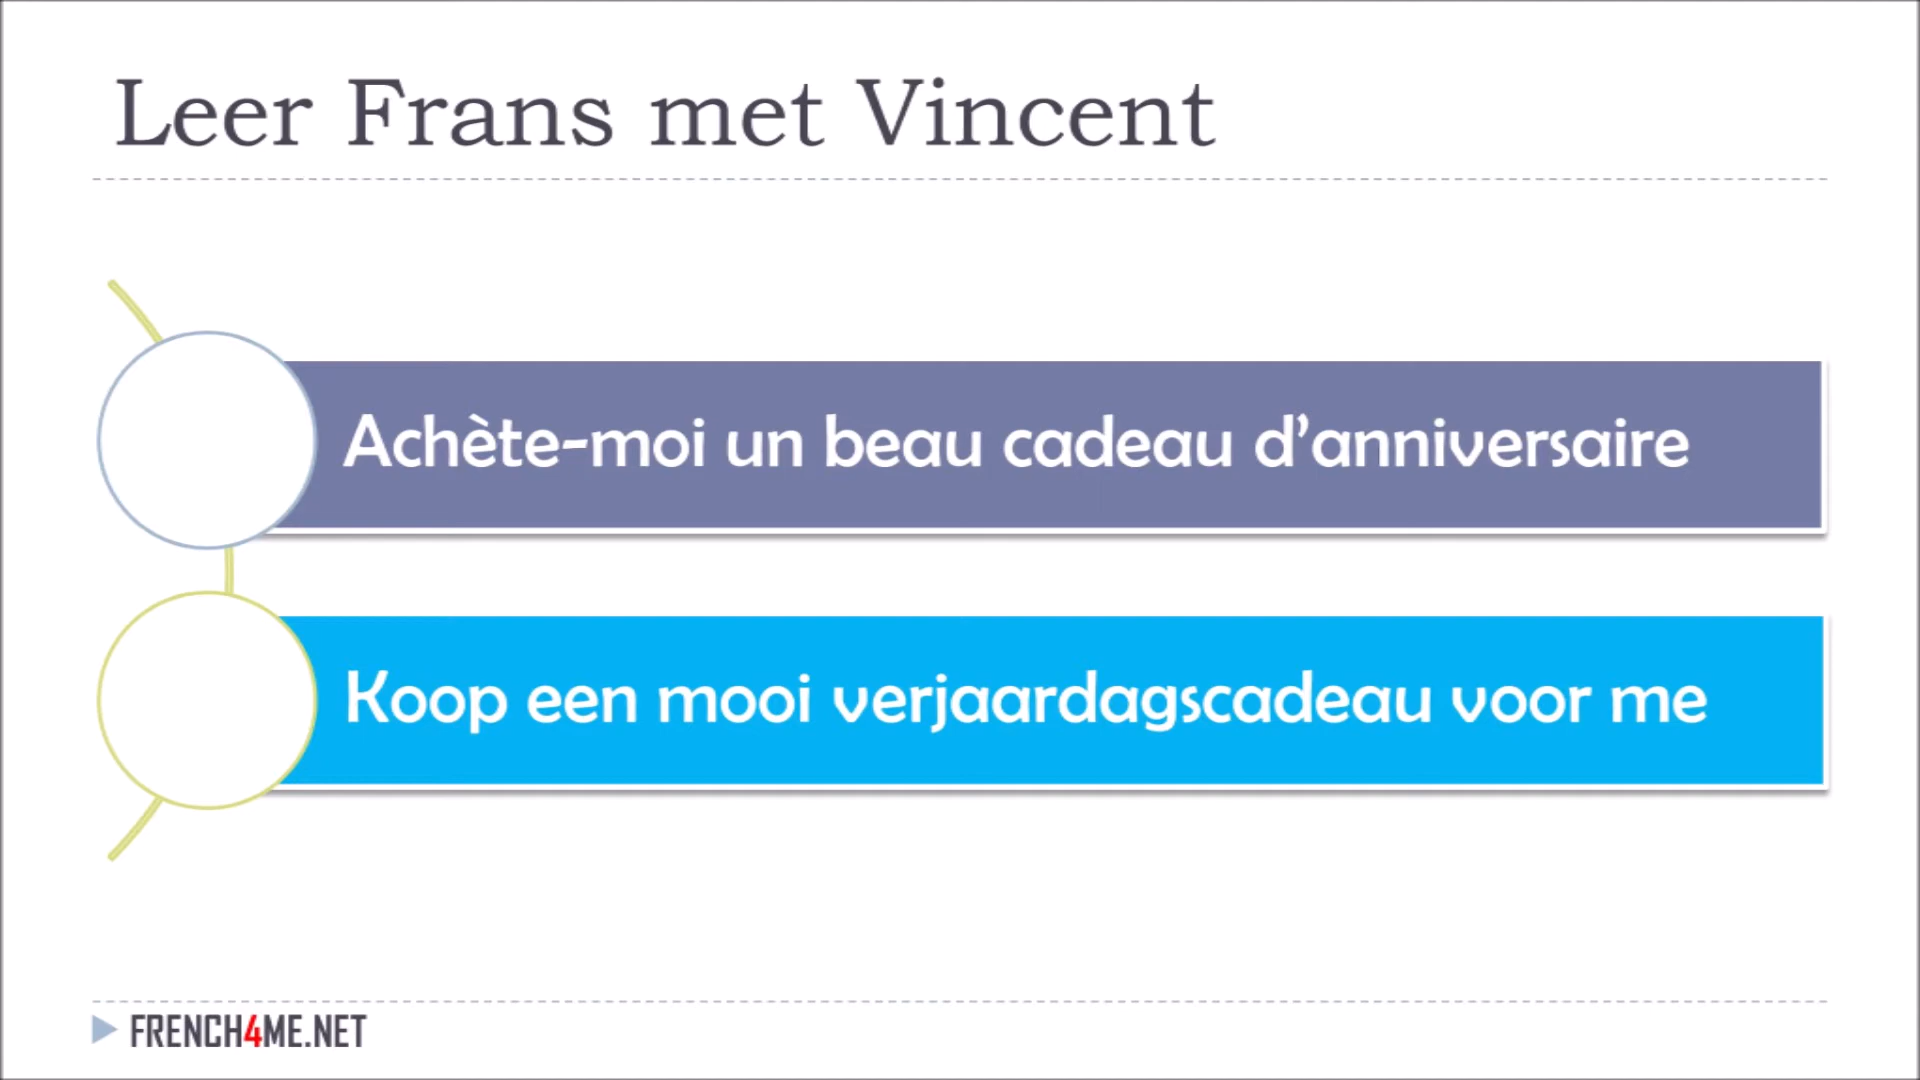 Leer Frans met Vincent
Achète-moi un beau cadeau d’anniversaire
Koop een mooi verjaardagscadeau voor me
FRENCH4ME.NET